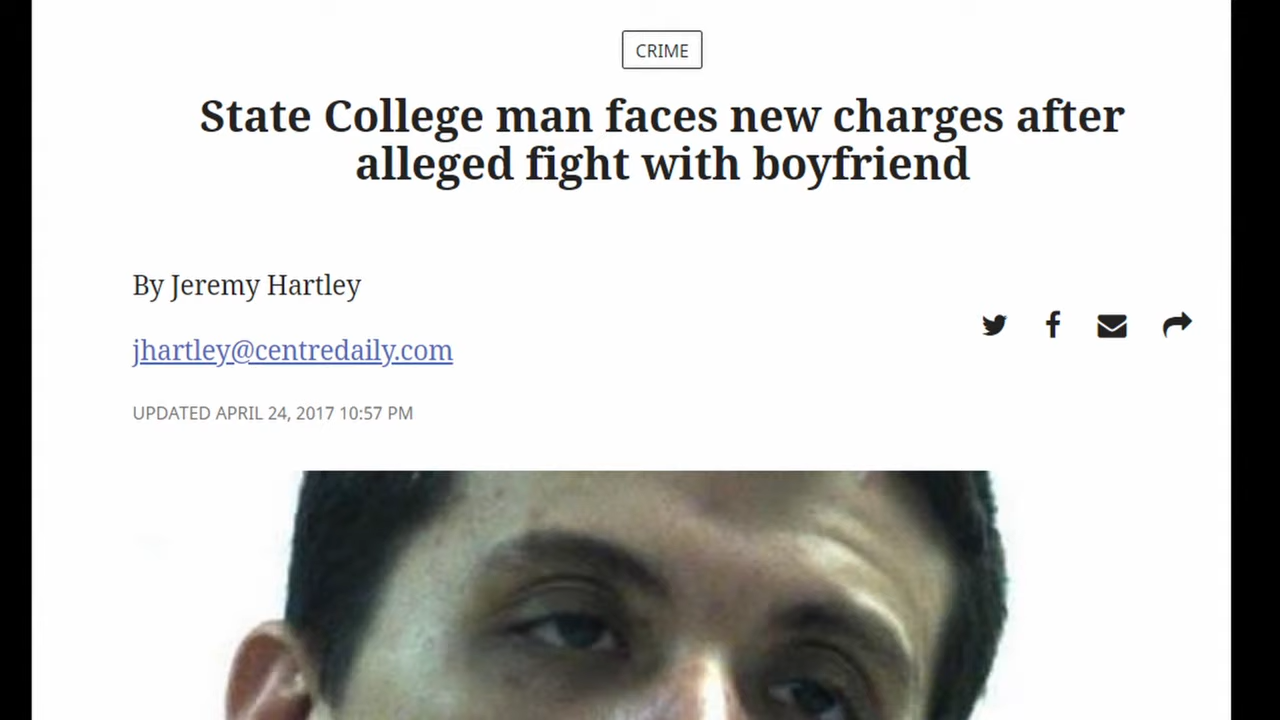 CRIME
State College man faces new charges after
alleged fight with boyfriend
By Jeremy Hartley
jhartley@centredaily.com
UPDATED APRIL 24, 2017 10:57 PM